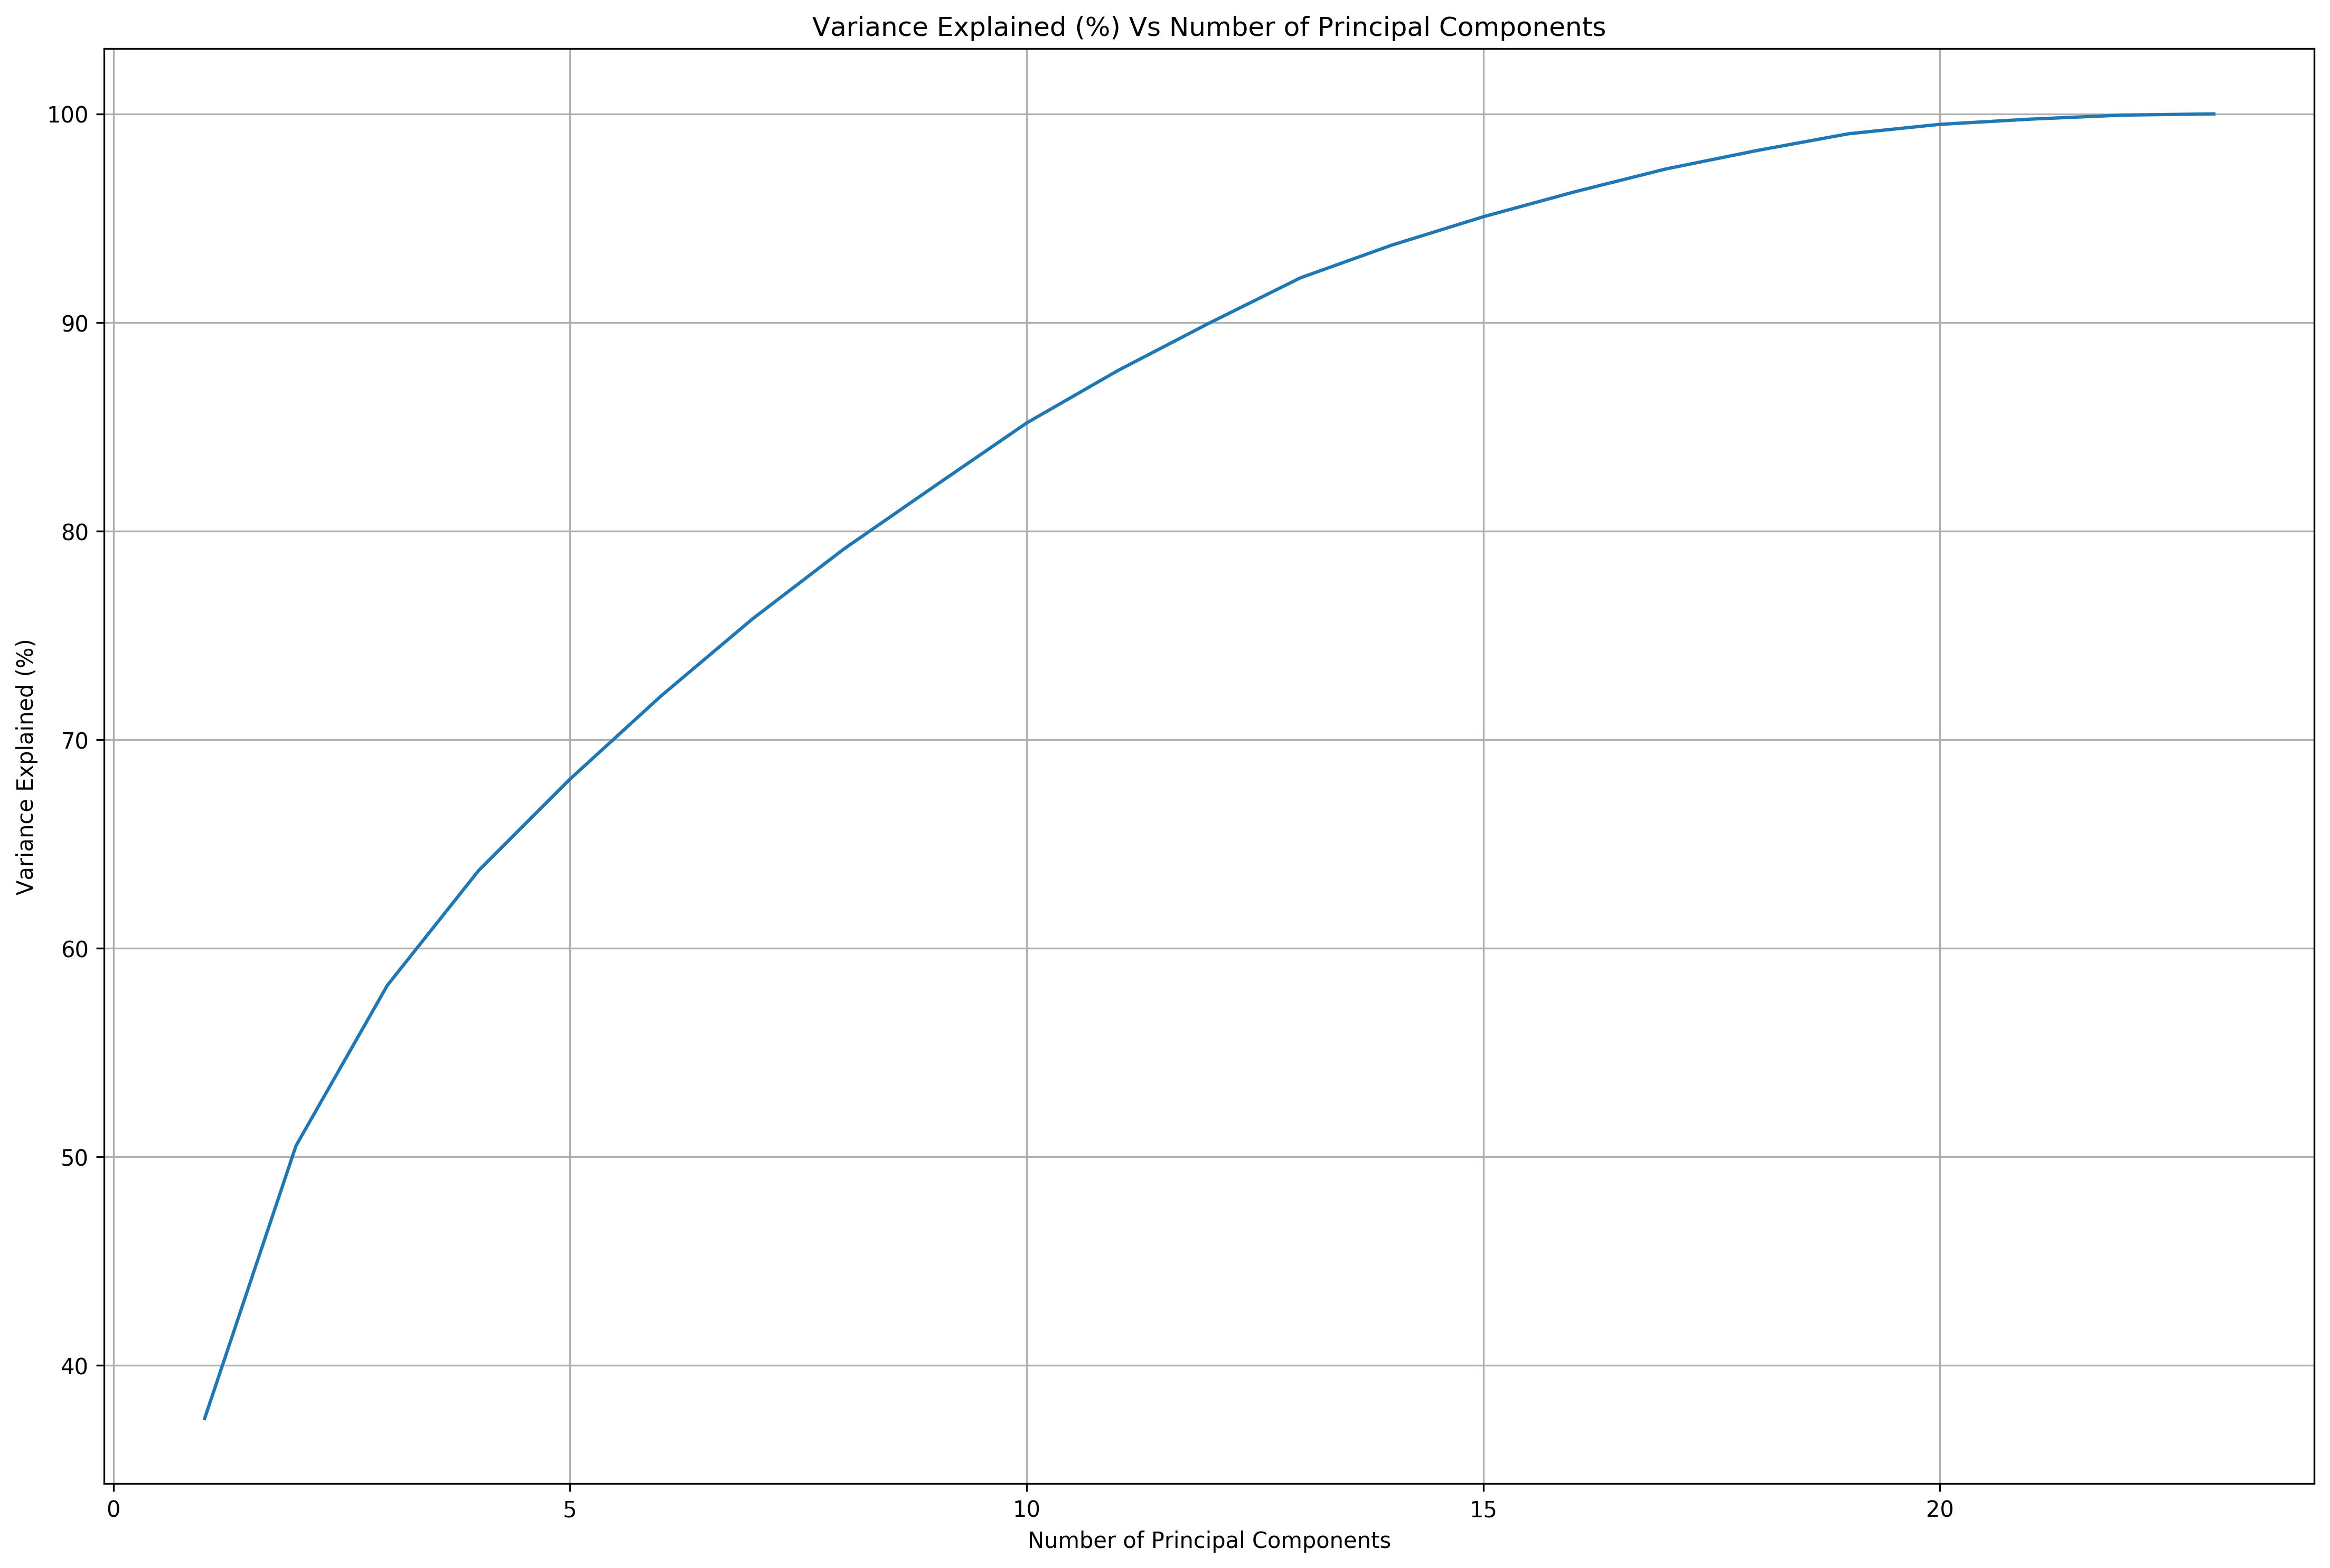 Variance Explained (%) Vs Number of Principal Components
Variance Explained (%)
100
90
80
70
60
50
40
0 5 10 15 20
Number of Principal Components